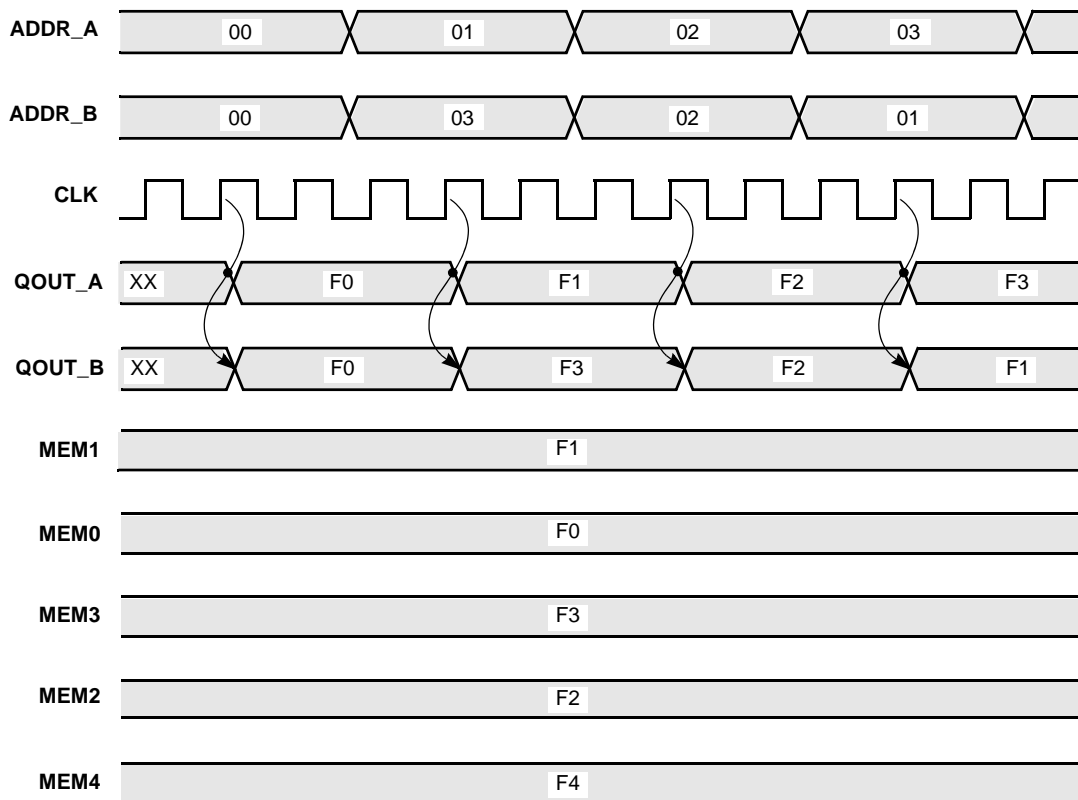 ADDR_A 00 01 02 03
ADDR_B 00 03 02 01
CLK
QOUT_A XX F0 F1 F2 F3
QOUT_B XX F0 F3 F2 F1
MEM1 F1
MEM0 F0
MEM3 F3
MEM2 F2
MEM4 F4